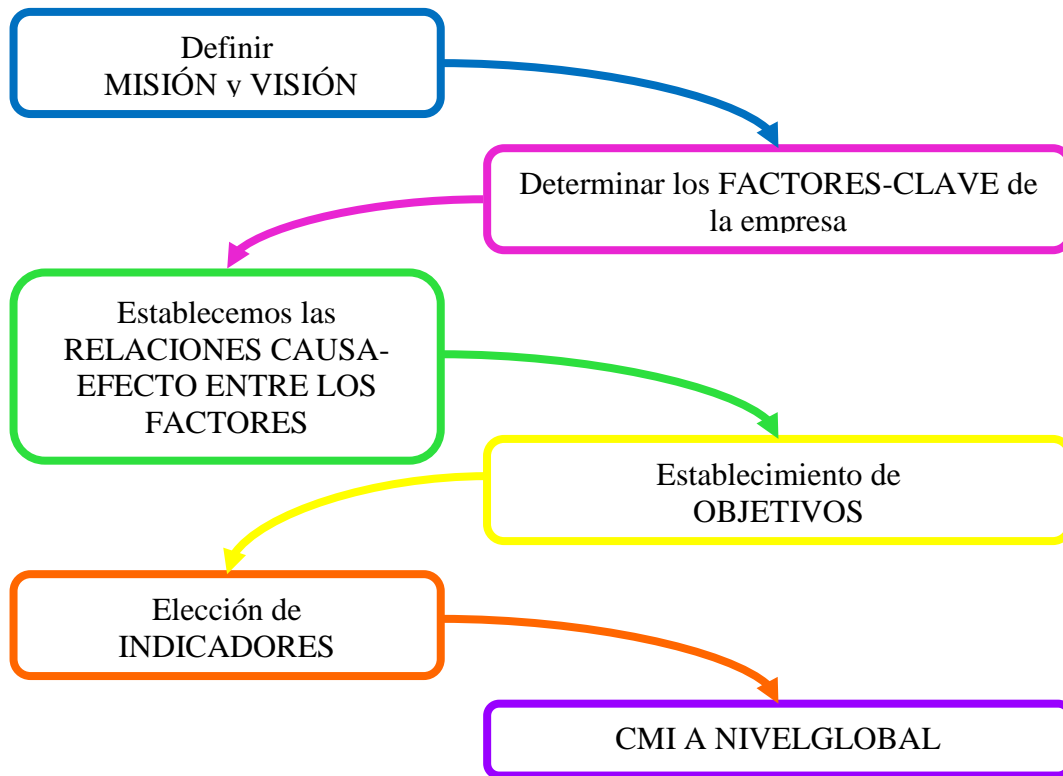 Definir
MISIÓN y VISIÓN
Determinar los FACTORES-CLAVE de
la empresa
Establecemos las
RELACIONES CAUSA-
EFECTO ENTRE LOS
FACTORES
Establecimiento de
OBJETIVOS
Elección de
INDICADORES
CMI A NIVELGLOBAL